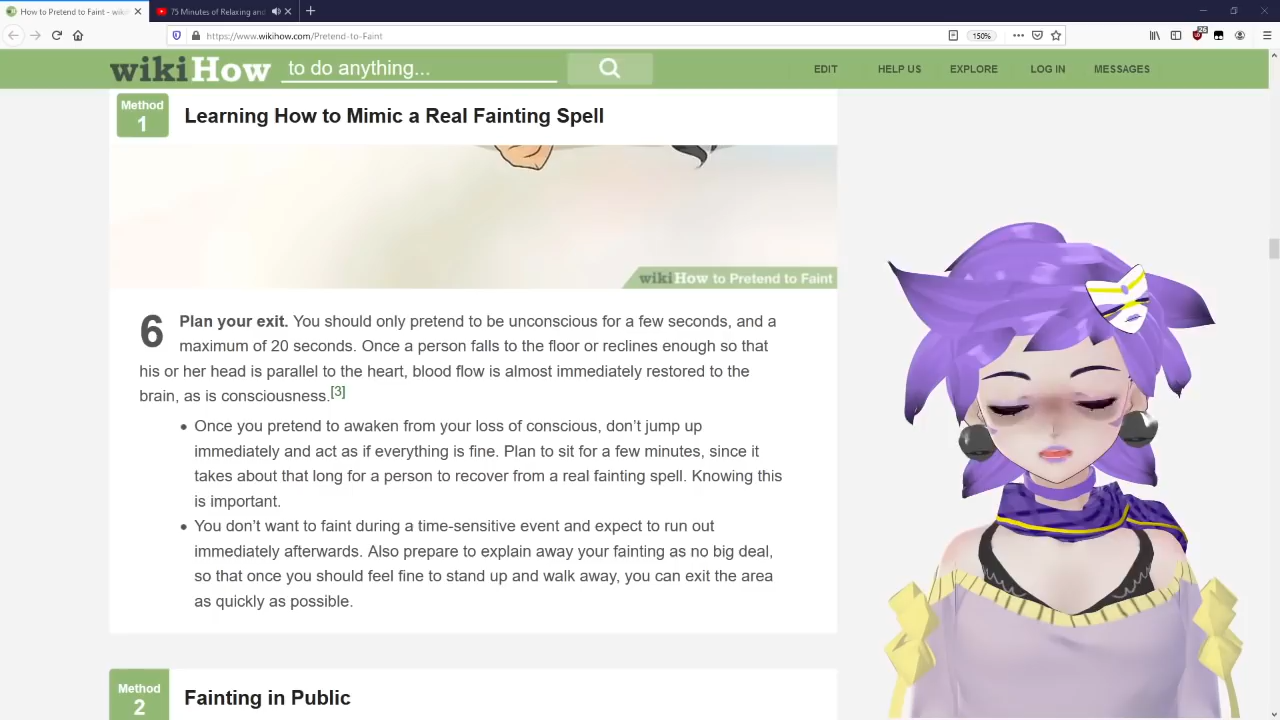 How to Pretend to Faint - wikiH
75 Minutes of Relaxing and
https://www.wikihow.com/Pretend-to-Faint
150%
wikiHow to do anything...
EDIT HELP US EXPLORE LOG IN MESSAGES
Method
1
Learning How to Mimic a Real Fainting Spell
wikiHow to Pretend to Faint
6 Plan your exit. You should only pretend to be unconscious for a few seconds, and a
maximum of 20 seconds. Once a person falls to the floor or reclines enough so that
his or her head is parallel to the heart, blood flow is almost immediately restored to the
brain, as is consciousness.[3]
• Once you pretend to awaken from your loss of conscious, don’t jump up
immediately and act as if everything is fine. Plan to sit for a few minutes, since it
takes about that long for a person to recover from a real fainting spell. Knowing this
is important.
• You don’t want to faint during a time-sensitive event and expect to run out
immediately afterwards. Also prepare to explain away your fainting as no big deal,
so that once you should feel fine to stand up and walk away, you can exit the area
as quickly as possible.
Method
2
Fainting in Public